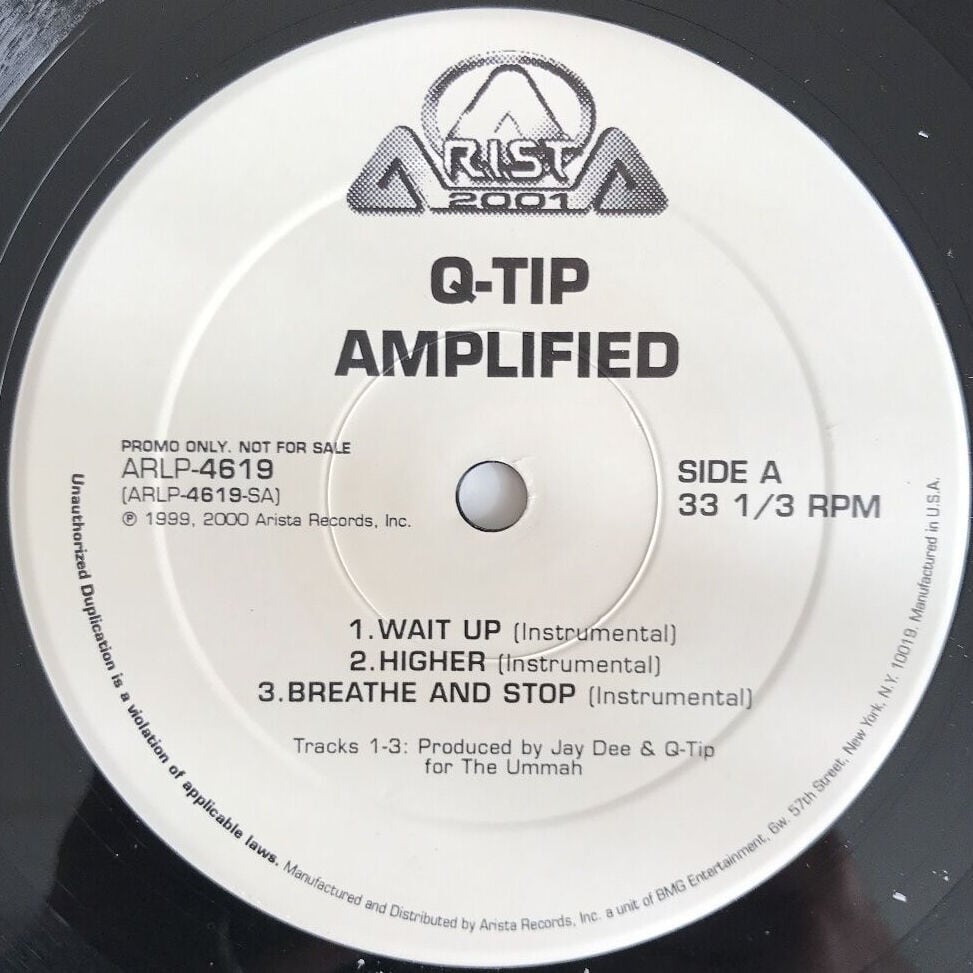 ARISTA
2001
Q-TIP
AMPLIFIED
PROMO ONLY. NOT FOR SALE
ARLP-4619
(ARLP-4619-SA)
℗ 1999, 2000 Arista Records, Inc.
SIDE A
33 1/3 RPM
1.WAIT UP (Instrumental)
2.HIGHER (Instrumental)
3.BREATHE AND STOP (Instrumental)
Tracks 1-3: Produced by Jay Dee & Q-Tip
for The Ummah
Unauthorized Duplication is a violation of applicable laws. Manufactured and Distributed by Arista Records, Inc. a unit of BMG Entertainment, 6w. 57th Street, New York, N.Y. 10019. Manufactured in U.S.A.